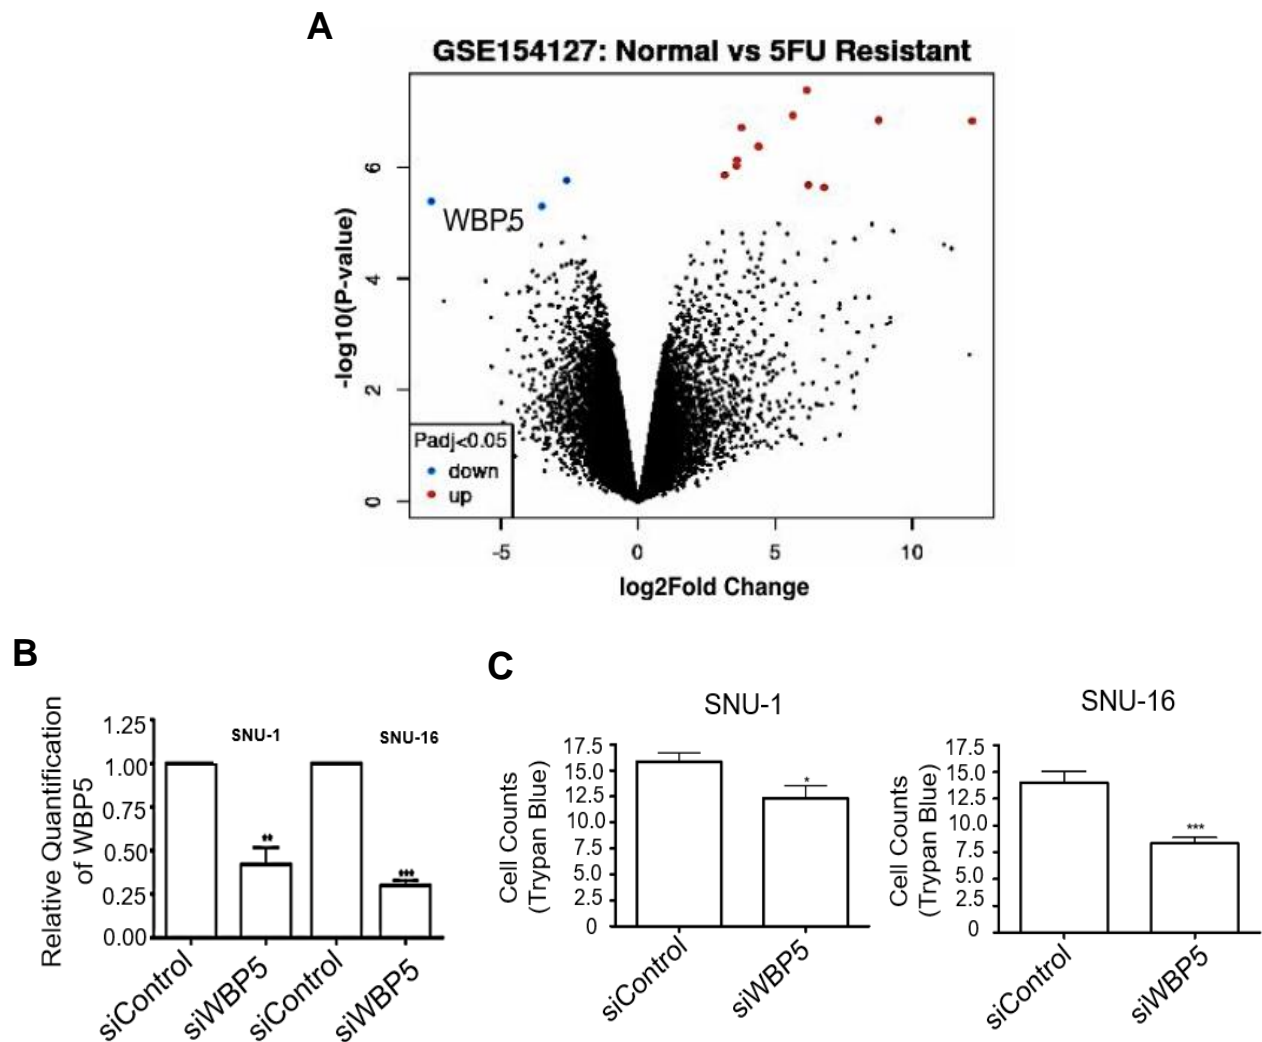 A
GSE154127: Normal vs 5FU Resistant
-log10(P-value)
6
4
2
0
WBP5
Padj<0.05
down
up
-5 0 5 10
log2Fold Change
B
Relative Quantification
of WBP5
1.25
1.00
0.75
0.50
0.25
0.00
SNU-1
SNU-16
**
***
siControl
siWBP5
siControl
siWBP5
C
SNU-1
Cell Counts
(Trypan Blue)
17.5
15.0
12.5
10.0
7.5
5.0
2.5
0
*
siControl
siWBP5
SNU-16
Cell Counts
(Trypan Blue)
17.5
15.0
12.5
10.0
7.5
5.0
2.5
0
***
siControl
siWBP5